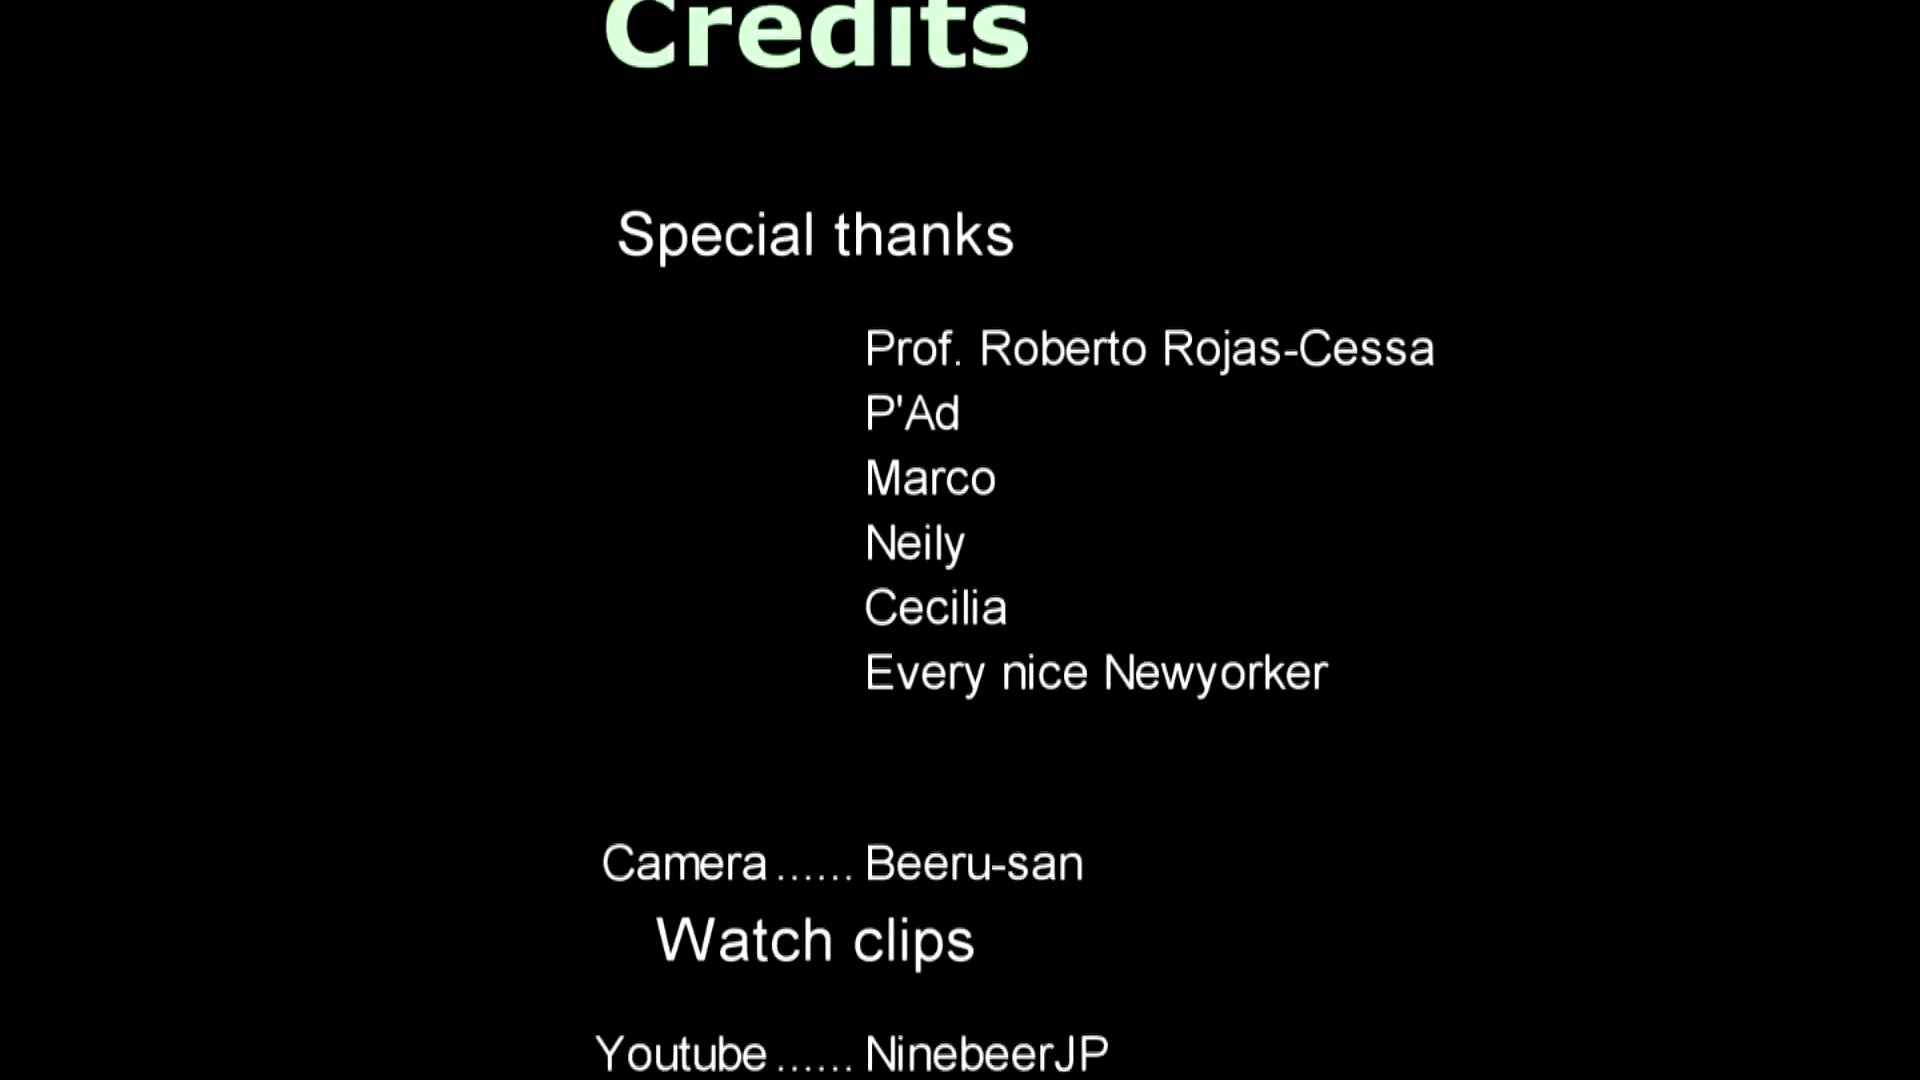 Credits
Special thanks
Prof. Roberto Rojas-Cessa
P'Ad
Marco
Neily
Cecilia
Every nice Newyorker
Camera ...... Beeru-san
Watch clips
Youtube ...... NinebeerJP